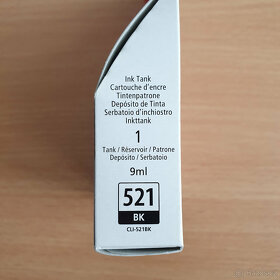 Ink Tank
Cartouche d'encre
Tintenpatrone
Depósito de Tinta
Serbatoio d'inchiostro
Inkttank
1
Tank / Réservoir / Patrone
Depósito / Serbatoio
9ml
521
BK
CLI-521BK